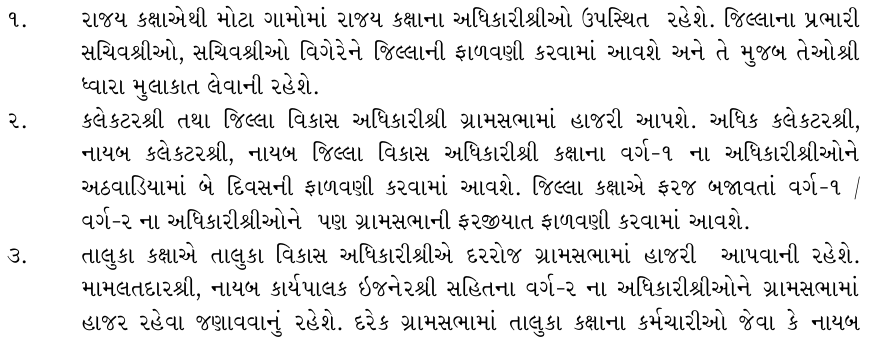 ૧. રાજય કક્ષાએથી મોટા ગામોમાં રાજય કક્ષાના અધિકારીશ્રીઓ ઉપસ્થિત રહેશે. જિલ્લાના પ્રભારી
સચિવશ્રીઓ, સચિવશ્રીઓ વિગેરેને જિલ્લાની ફાળવણી કરવામાં આવશે અને તે મુજબ તેઓશ્રી
ધ્વારા મુલાકાત લેવાની રહેશે.
૨. કલેકટરશ્રી તથા જિલ્લા વિકાસ અધિકારીશ્રી ગ્રામસભામાં હાજરી આપશે. અધિક કલેકટરશ્રી,
નાયબ કલેકટરશ્રી, નાયબ જિલ્લા વિકાસ અધિકારીશ્રી કક્ષાના વર્ગ-૧ ના અધિકારીશ્રીઓને
અઠવાડિયામાં બે દિવસની ફાળવણી કરવામાં આવશે. જિલ્લા કક્ષાએ ફરજ બજાવતાં વર્ગ-૧ /
વર્ગ-૨ ના અધિકારીશ્રીઓને પણ ગ્રામસભાની ફરજીયાત ફાળવણી કરવામાં આવશે.
૩. તાલુકા કક્ષાએ તાલુકા વિકાસ અધિકારીશ્રીએ દરરોજ ગ્રામસભામાં હાજરી આપવાની રહેશે.
મામલતદારશ્રી, નાયબ કાર્યપાલક ઇજનેરશ્રી સહિતના વર્ગ-૨ ના અધિકારીશ્રીઓને ગ્રામસભામાં
હાજર રહેવા જણાવવાનું રહેશે. દરેક ગ્રામસભામાં તાલુકા કક્ષાના કર્મચારીઓ જેવા કે નાયબ